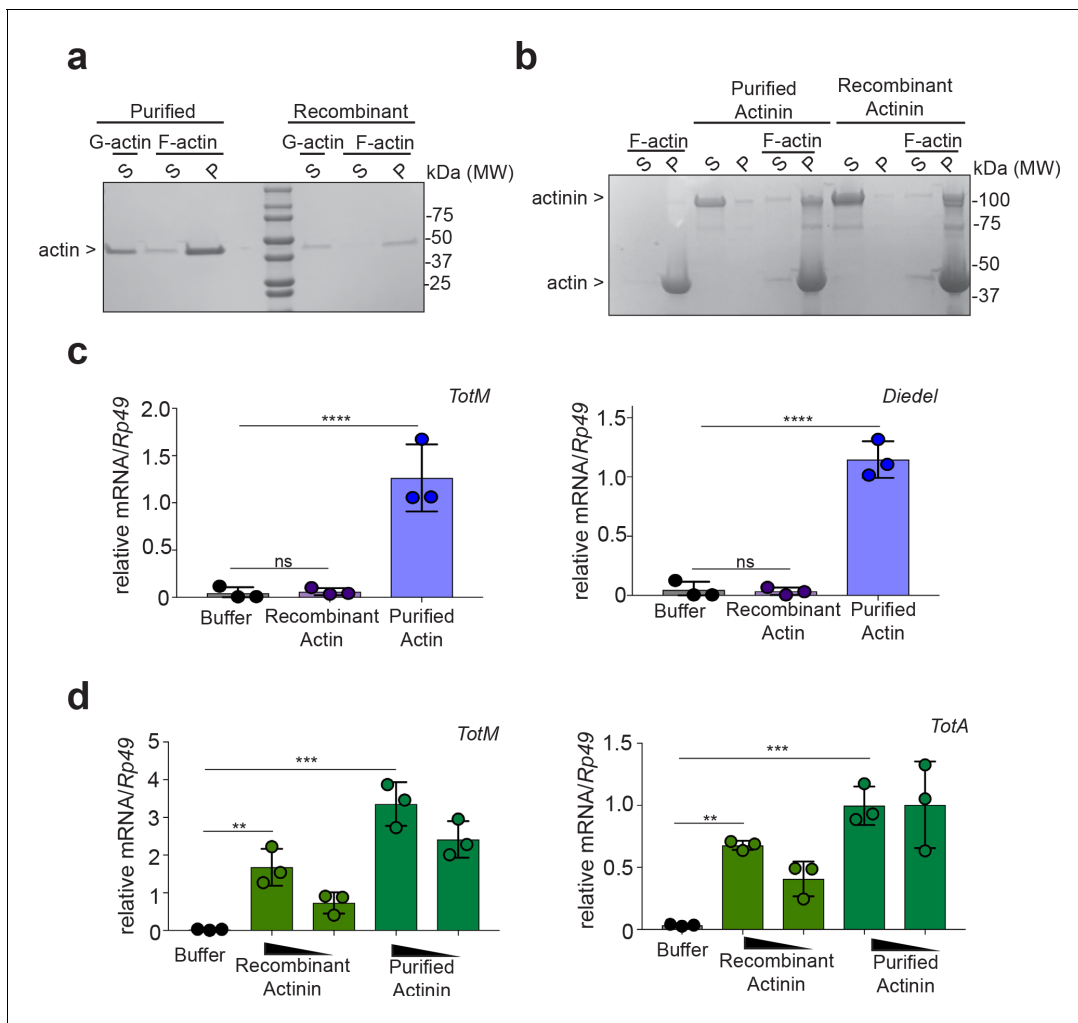 a
Purified
Recombinant
G-actin
F-actin
G-actin
F-actin
S
S
P
S
S
P
kDa (MW)
-75
-50
-37
-25
actin >
b
Purified
Actinin
Recombinant
Actinin
F-actin
F-actin
F-actin
S
P
S
P
S
P
S
P
S
P
kDa (MW)
actinin >
-100
-75
-50
-37
actin >
c
TotM
relative mRNA/Rp49
2.0
1.5
1.0
0.5
0
****
ns
Buffer
Recombinant
Actin
Purified
Actin
Diedel
relative mRNA/Rp49
1.5
1.0
0.5
0
****
ns
Buffer
Recombinant
Actin
Purified
Actin
d
TotM
relative mRNA/Rp49
5
4
3
2
1
0
***
**
Buffer
Recombinant
Actinin
Purified
Actinin
TotA
relative mRNA/Rp49
1.5
1.0
0.5
0
***
**
Buffer
Recombinant
Actinin
Purified
Actinin